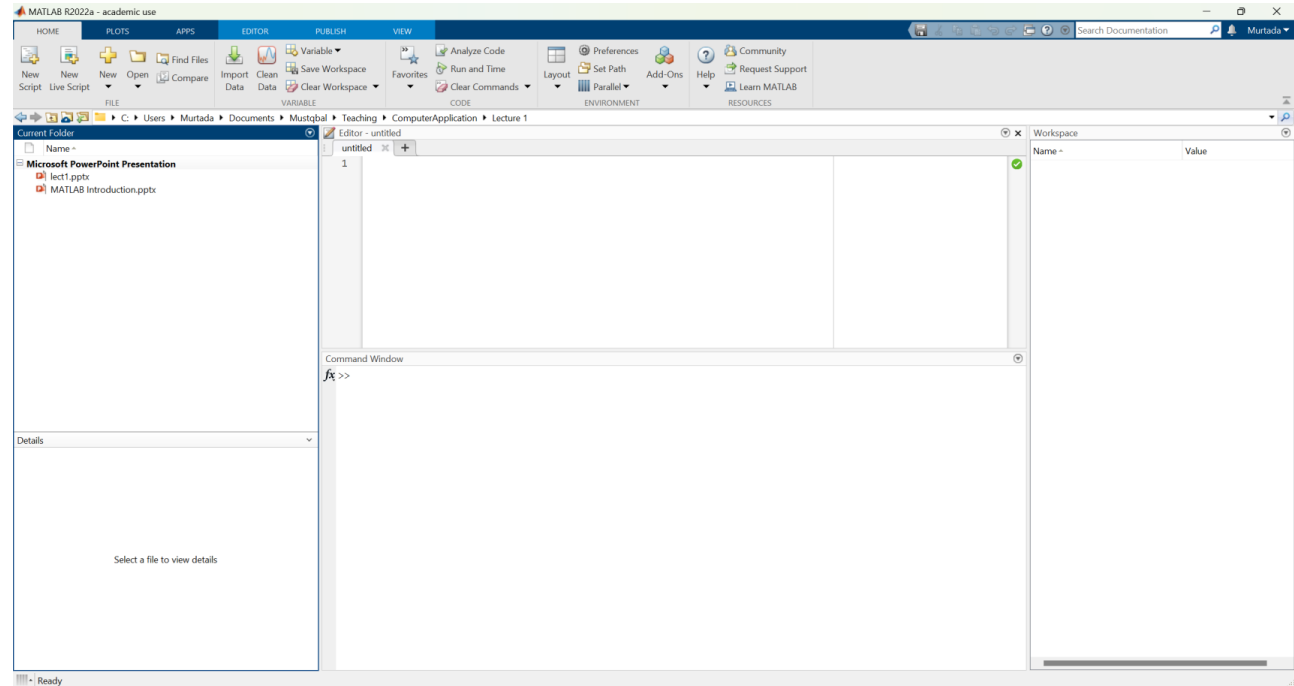 MATLAB R2022a - academic use
HOME PLOTS APPS EDITOR PUBLISH VIEW Search Documentation Murtada
New Script New Live Script New Open Find Files Compare Import Data Clean Data Variable Save Workspace Clear Workspace Favorites Analyze Code Run and Time Clear Commands Layout Preferences Set Path Parallel Add-Ons Help Community Request Support Learn MATLAB
FILE VARIABLE CODE ENVIRONMENT RESOURCES
C: Users Murtada Documents Mustqbal Teaching ComputerApplication Lecture 1
Current Folder
Name
Microsoft PowerPoint Presentation
lect1.pptx
MATLAB Introduction.pptx
Details
Select a file to view details
Editor - untitled
untitled +
1
Command Window
fx >>
Workspace
Name Value
Ready